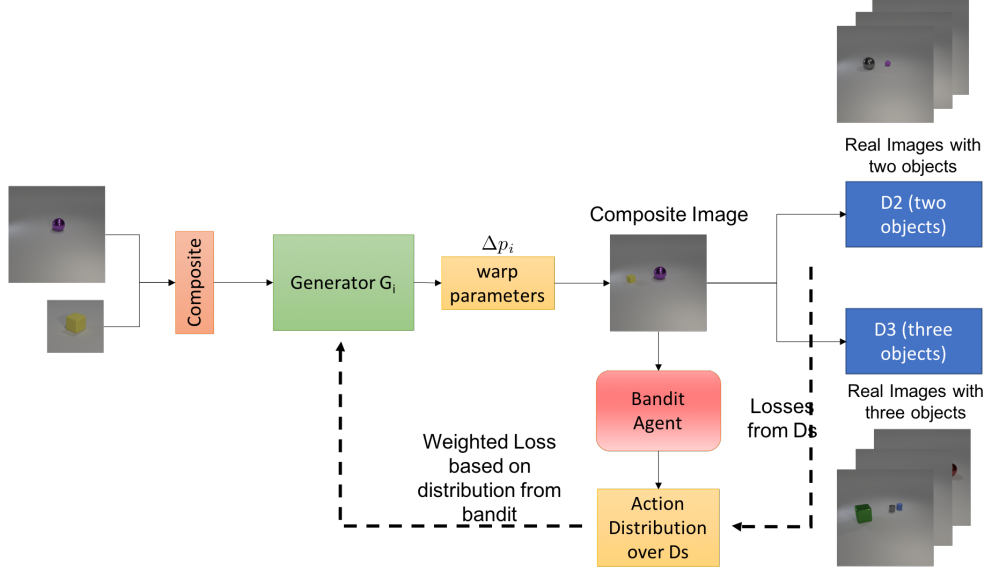 Real Images with
two objects
D2 (two
objects)
Composite Image
Δp_i
Composite
Generator G_i
warp
parameters
D3 (three
objects)
Real Images with
three objects
Bandit
Agent
Losses
from Ds
Weighted Loss
based on
distribution from
bandit
Action
Distribution
over Ds